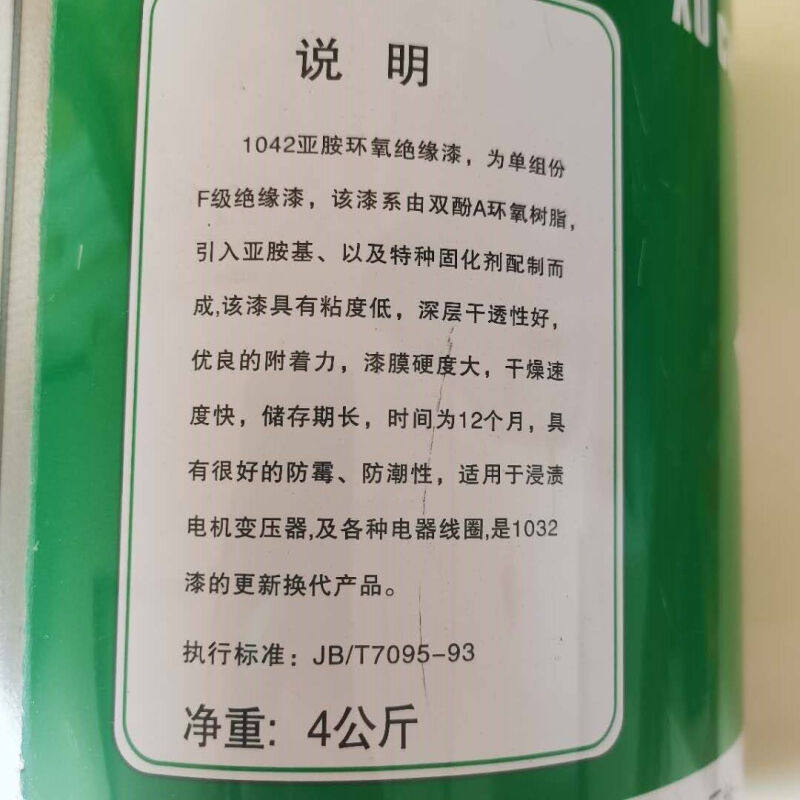 说 明
1042亚胺环氧绝缘漆，为单组份
F级绝缘漆，该漆系由双酚A环氧树脂，
引入亚胺基、以及特种固化剂配制而
成,该漆具有粘度低，深层干透性好，
优良的附着力，漆膜硬度大，干燥速
度快，储存期长，时间为12个月，具
有很好的防霉、防潮性，适用于浸渍
电机变压器,及各种电器线圈,是1032
漆的更新换代产品。
执行标准：JB/T7095-93
净重：4公斤